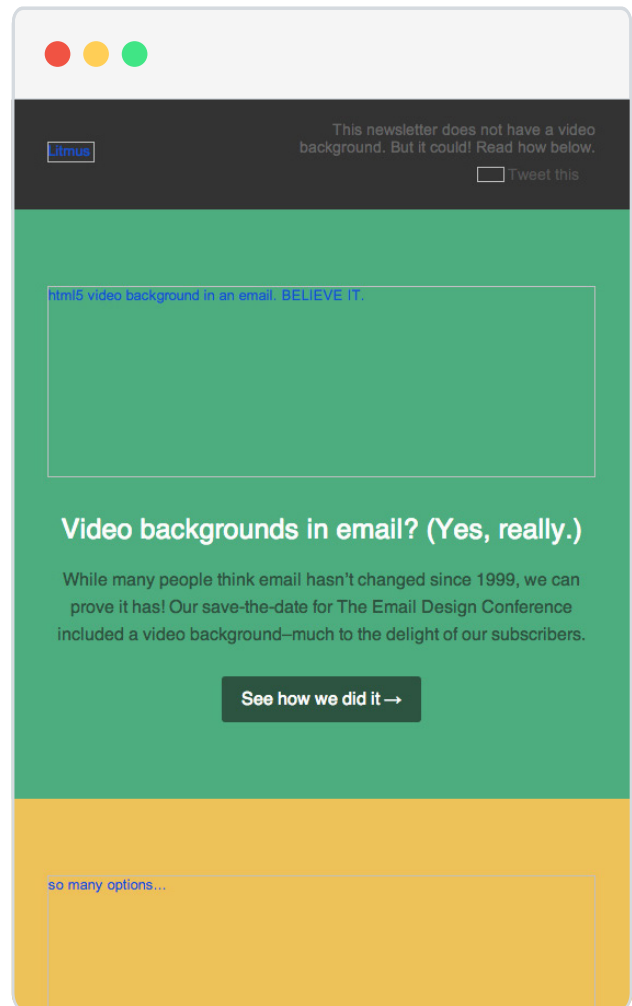 Litmus
This newsletter does not have a video
background. But it could! Read how below.
Tweet this
html5 video background in an email. BELIEVE IT.
Video backgrounds in email? (Yes, really.)
While many people think email hasn’t changed since 1999, we can
prove it has! Our save-the-date for The Email Design Conference
included a video background–much to the delight of our subscribers.
See how we did it →
so many options…